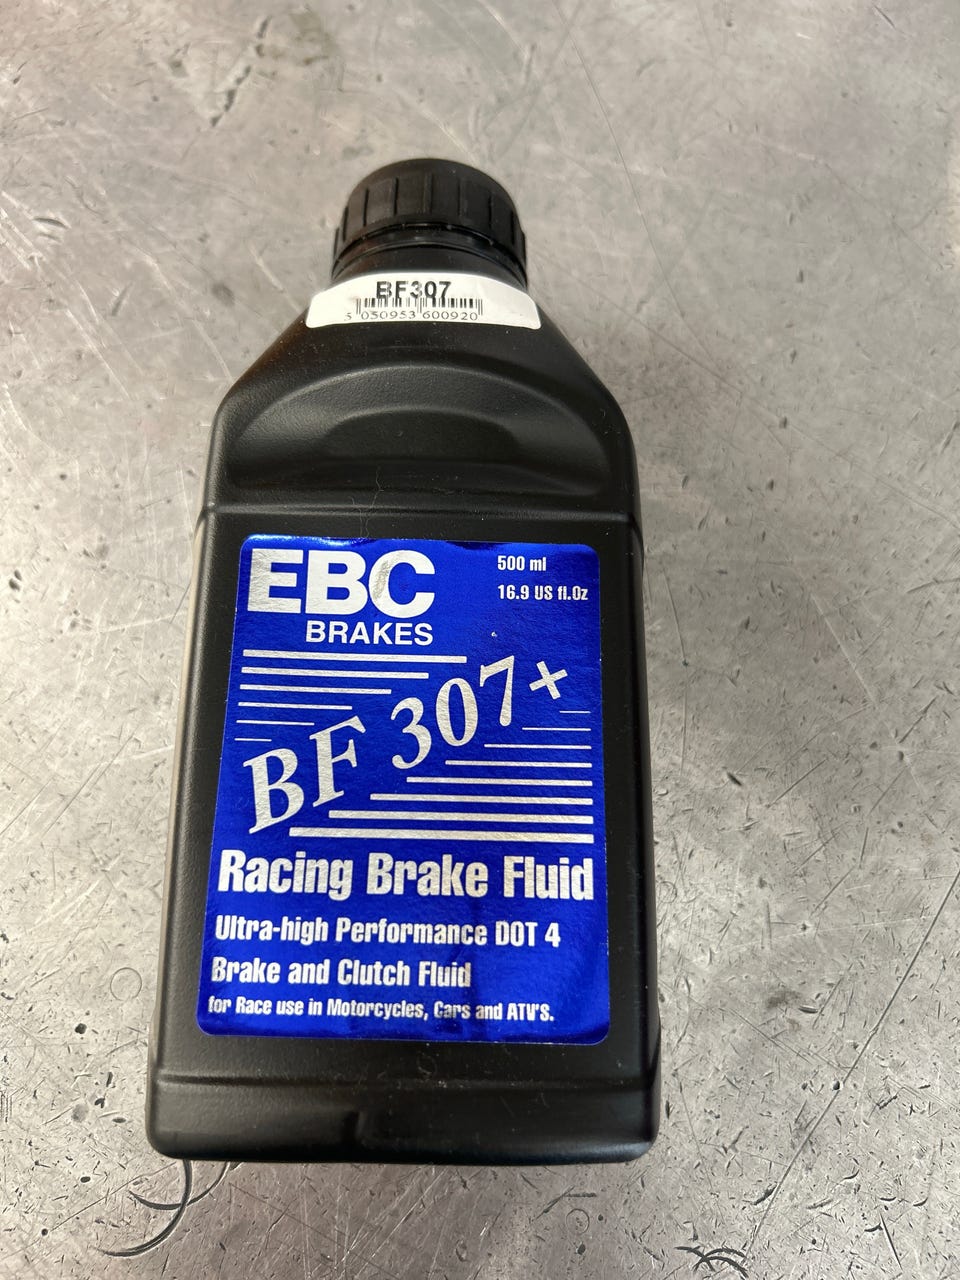 BF307
5 030953 600920
EBC
BRAKES
500 ml
16.9 US fl.Oz
BF 307+
Racing Brake Fluid
Ultra-high Performance DOT 4
Brake and Clutch Fluid
for Race use in Motorcycles, Cars and ATV'S.